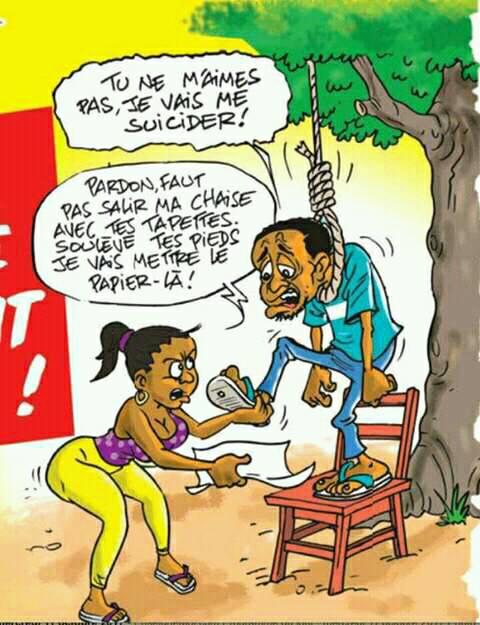 TU NE M'AIMES
PAS, JE VAIS ME
SUICIDER!
PARDON, FAUT
PAS SALIR MA CHAISE
AVEC TES TAPETTES.
SOULEVE TES PIEDS
JE VAIS METTRE LE
PAPIER-LÀ!
!